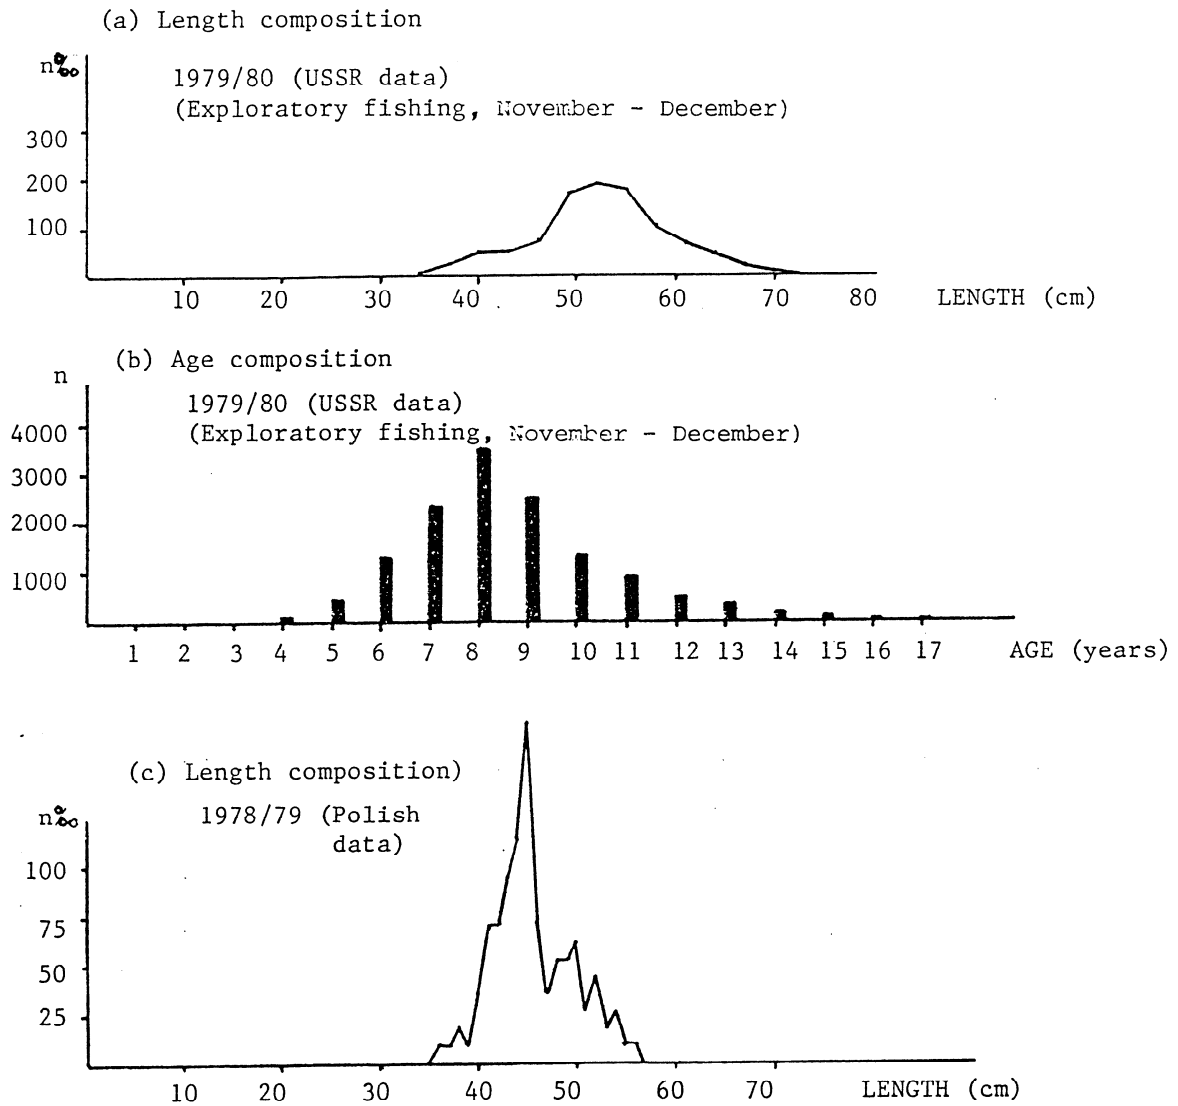 (a) Length composition
n‰
1979/80 (USSR data)
(Exploratory fishing, November - December)
300
200
100
10 20 30 40 50 60 70 80 LENGTH (cm)
(b) Age composition
n
1979/80 (USSR data)
(Exploratory fishing, November - December)
4000
3000
2000
1000
1 2 3 4 5 6 7 8 9 10 11 12 13 14 15 16 17 AGE (years)
(c) Length composition)
n‰
1978/79 (Polish
data)
100
75
50
25
10 20 30 40 50 60 70 LENGTH (cm)